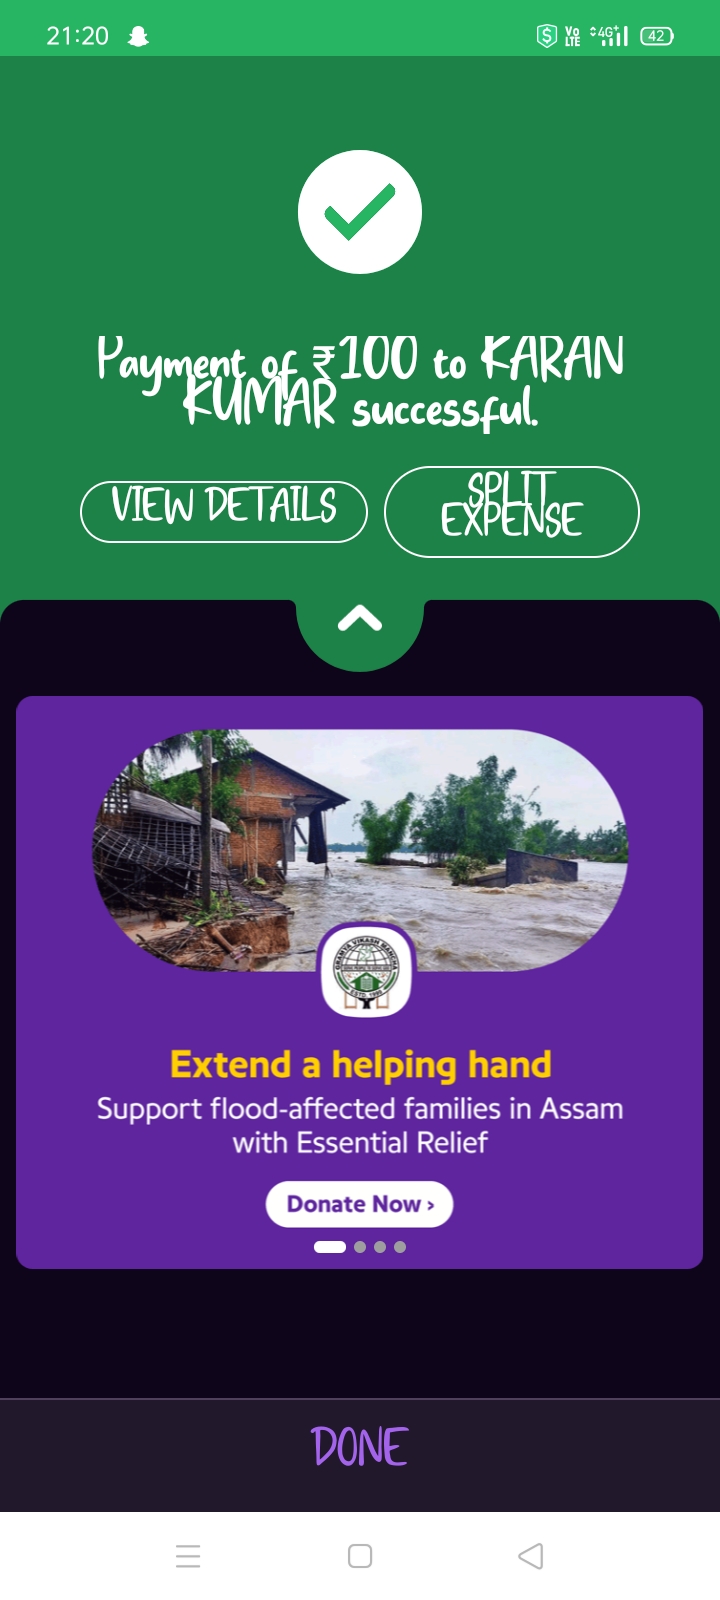 21:20
Vo
LTE
4G+
42
Payment of ₹100 to KARAN
KUMAR successful.
VIEW DETAILS
SPLIT
EXPENSE
GRAMYA VIKASH MANCHA
Extend a helping hand
Support flood-affected families in Assam
with Essential Relief
Donate Now ›
DONE